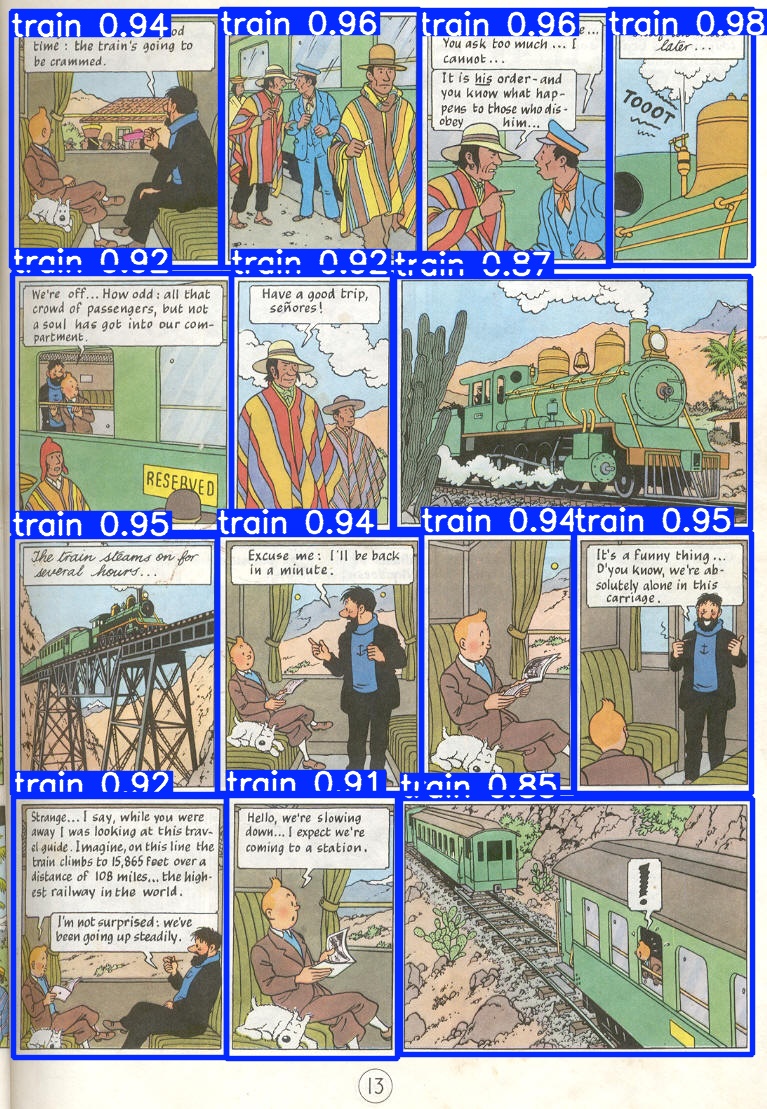 train 0.94
time : the train's going to
be crammed.
train 0.96
train 0.96
You ask too much... I
cannot...
It is his order - and
you know what hap-
pens to those who dis-
obey him...
train 0.98
later...
TOOOT
train 0.92
We're off... How odd : all that
crowd of passengers, but not
a soul has got into our com-
partment.
RESERVED
train 0.92
Have a good trip,
señores!
train 0.87
train 0.95
The train steams on for
several hours...
train 0.94
Excuse me : I'll be back
in a minute.
train 0.94
train 0.95
It's a funny thing...
D'you know, we're ab-
solutely alone in this
carriage.
train 0.92
Strange... I say, while you were
away I was looking at this trav-
el guide. Imagine, on this line the
train climbs to 15,865 feet over a
distance of 108 miles... the high-
est railway in the world.
I'm not surprised : we've
been going up steadily.
train 0.91
Hello, we're slowing
down... I expect we're
coming to a station.
train 0.85
!
13